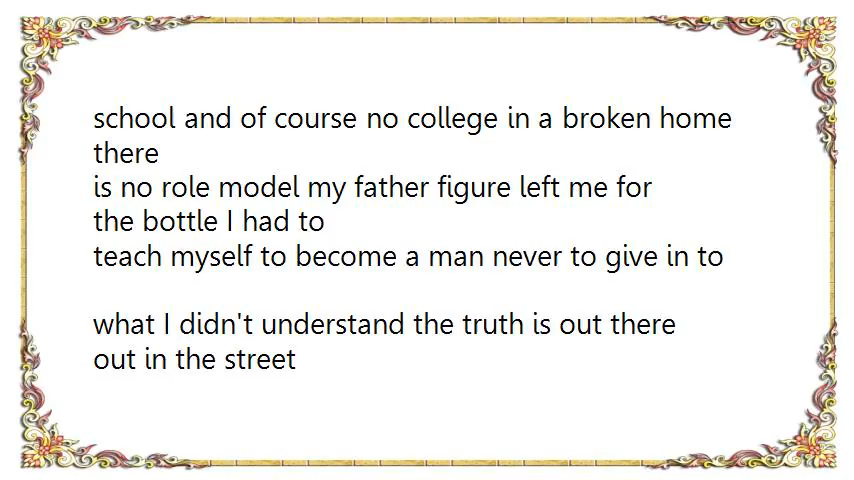 school and of course no college in a broken home
there
is no role model my father figure left me for
the bottle I had to
teach myself to become a man never to give in to
what I didn't understand the truth is out there
out in the street